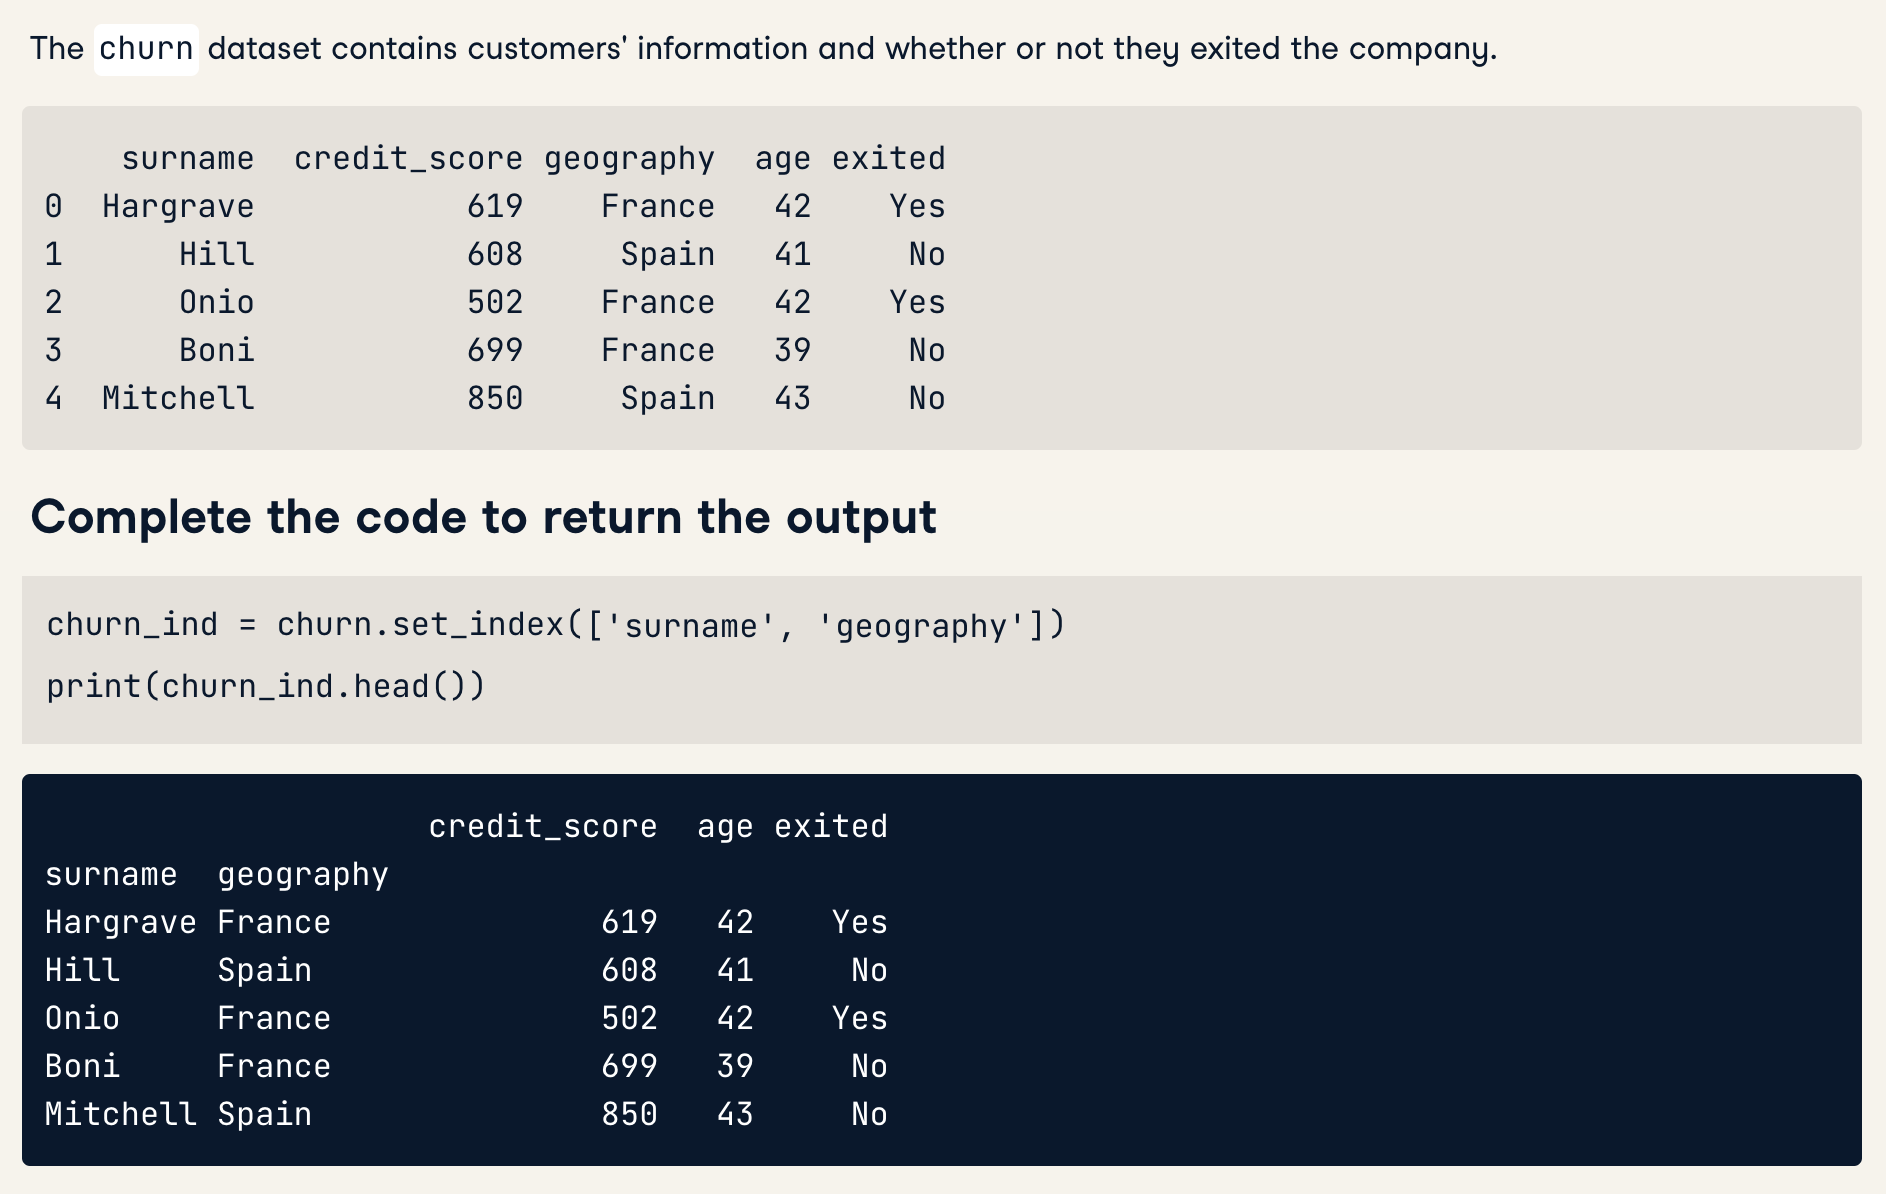 The churn dataset contains customers' information and whether or not they exited the company.
surname credit_score geography age exited
0 Hargrave 619 France 42 Yes
1 Hill 608 Spain 41 No
2 Onio 502 France 42 Yes
3 Boni 699 France 39 No
4 Mitchell 850 Spain 43 No
Complete the code to return the output
churn_ind = churn.set_index(['surname', 'geography'])
print(churn_ind.head())
credit_score age exited
surname geography
Hargrave France 619 42 Yes
Hill Spain 608 41 No
Onio France 502 42 Yes
Boni France 699 39 No
Mitchell Spain 850 43 No